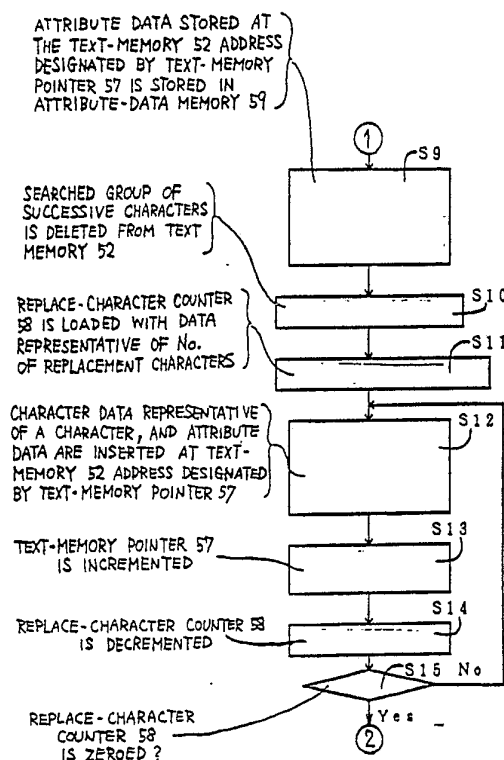 ATTRIBUTE DATA STORED AT
THE TEXT-MEMORY 52 ADDRESS
DESIGNATED BY TEXT-MEMORY
POINTER 57 IS STORED IN
ATTRIBUTE-DATA MEMORY 59
1
S9
SEARCHED GROUP OF
SUCCESSIVE CHARACTERS
IS DELETED FROM TEXT
MEMORY 52
S10
REPLACE-CHARACTER COUNTER
58 IS LOADED WITH DATA
REPRESENTATIVE OF No.
OF REPLACEMENT CHARACTERS
S11
CHARACTER DATA REPRESENTATIVE
OF A CHARACTER, AND ATTRIBUTE
DATA ARE INSERTED AT TEXT-
MEMORY 52 ADDRESS DESIGNATED
BY TEXT-MEMORY POINTER 57
S12
TEXT-MEMORY POINTER 57
IS INCREMENTED
S13
REPLACE-CHARACTER COUNTER 58
IS DECREMENTED
S14
S15 No
REPLACE-CHARACTER
COUNTER 58
IS ZEROED ?
Yes
2